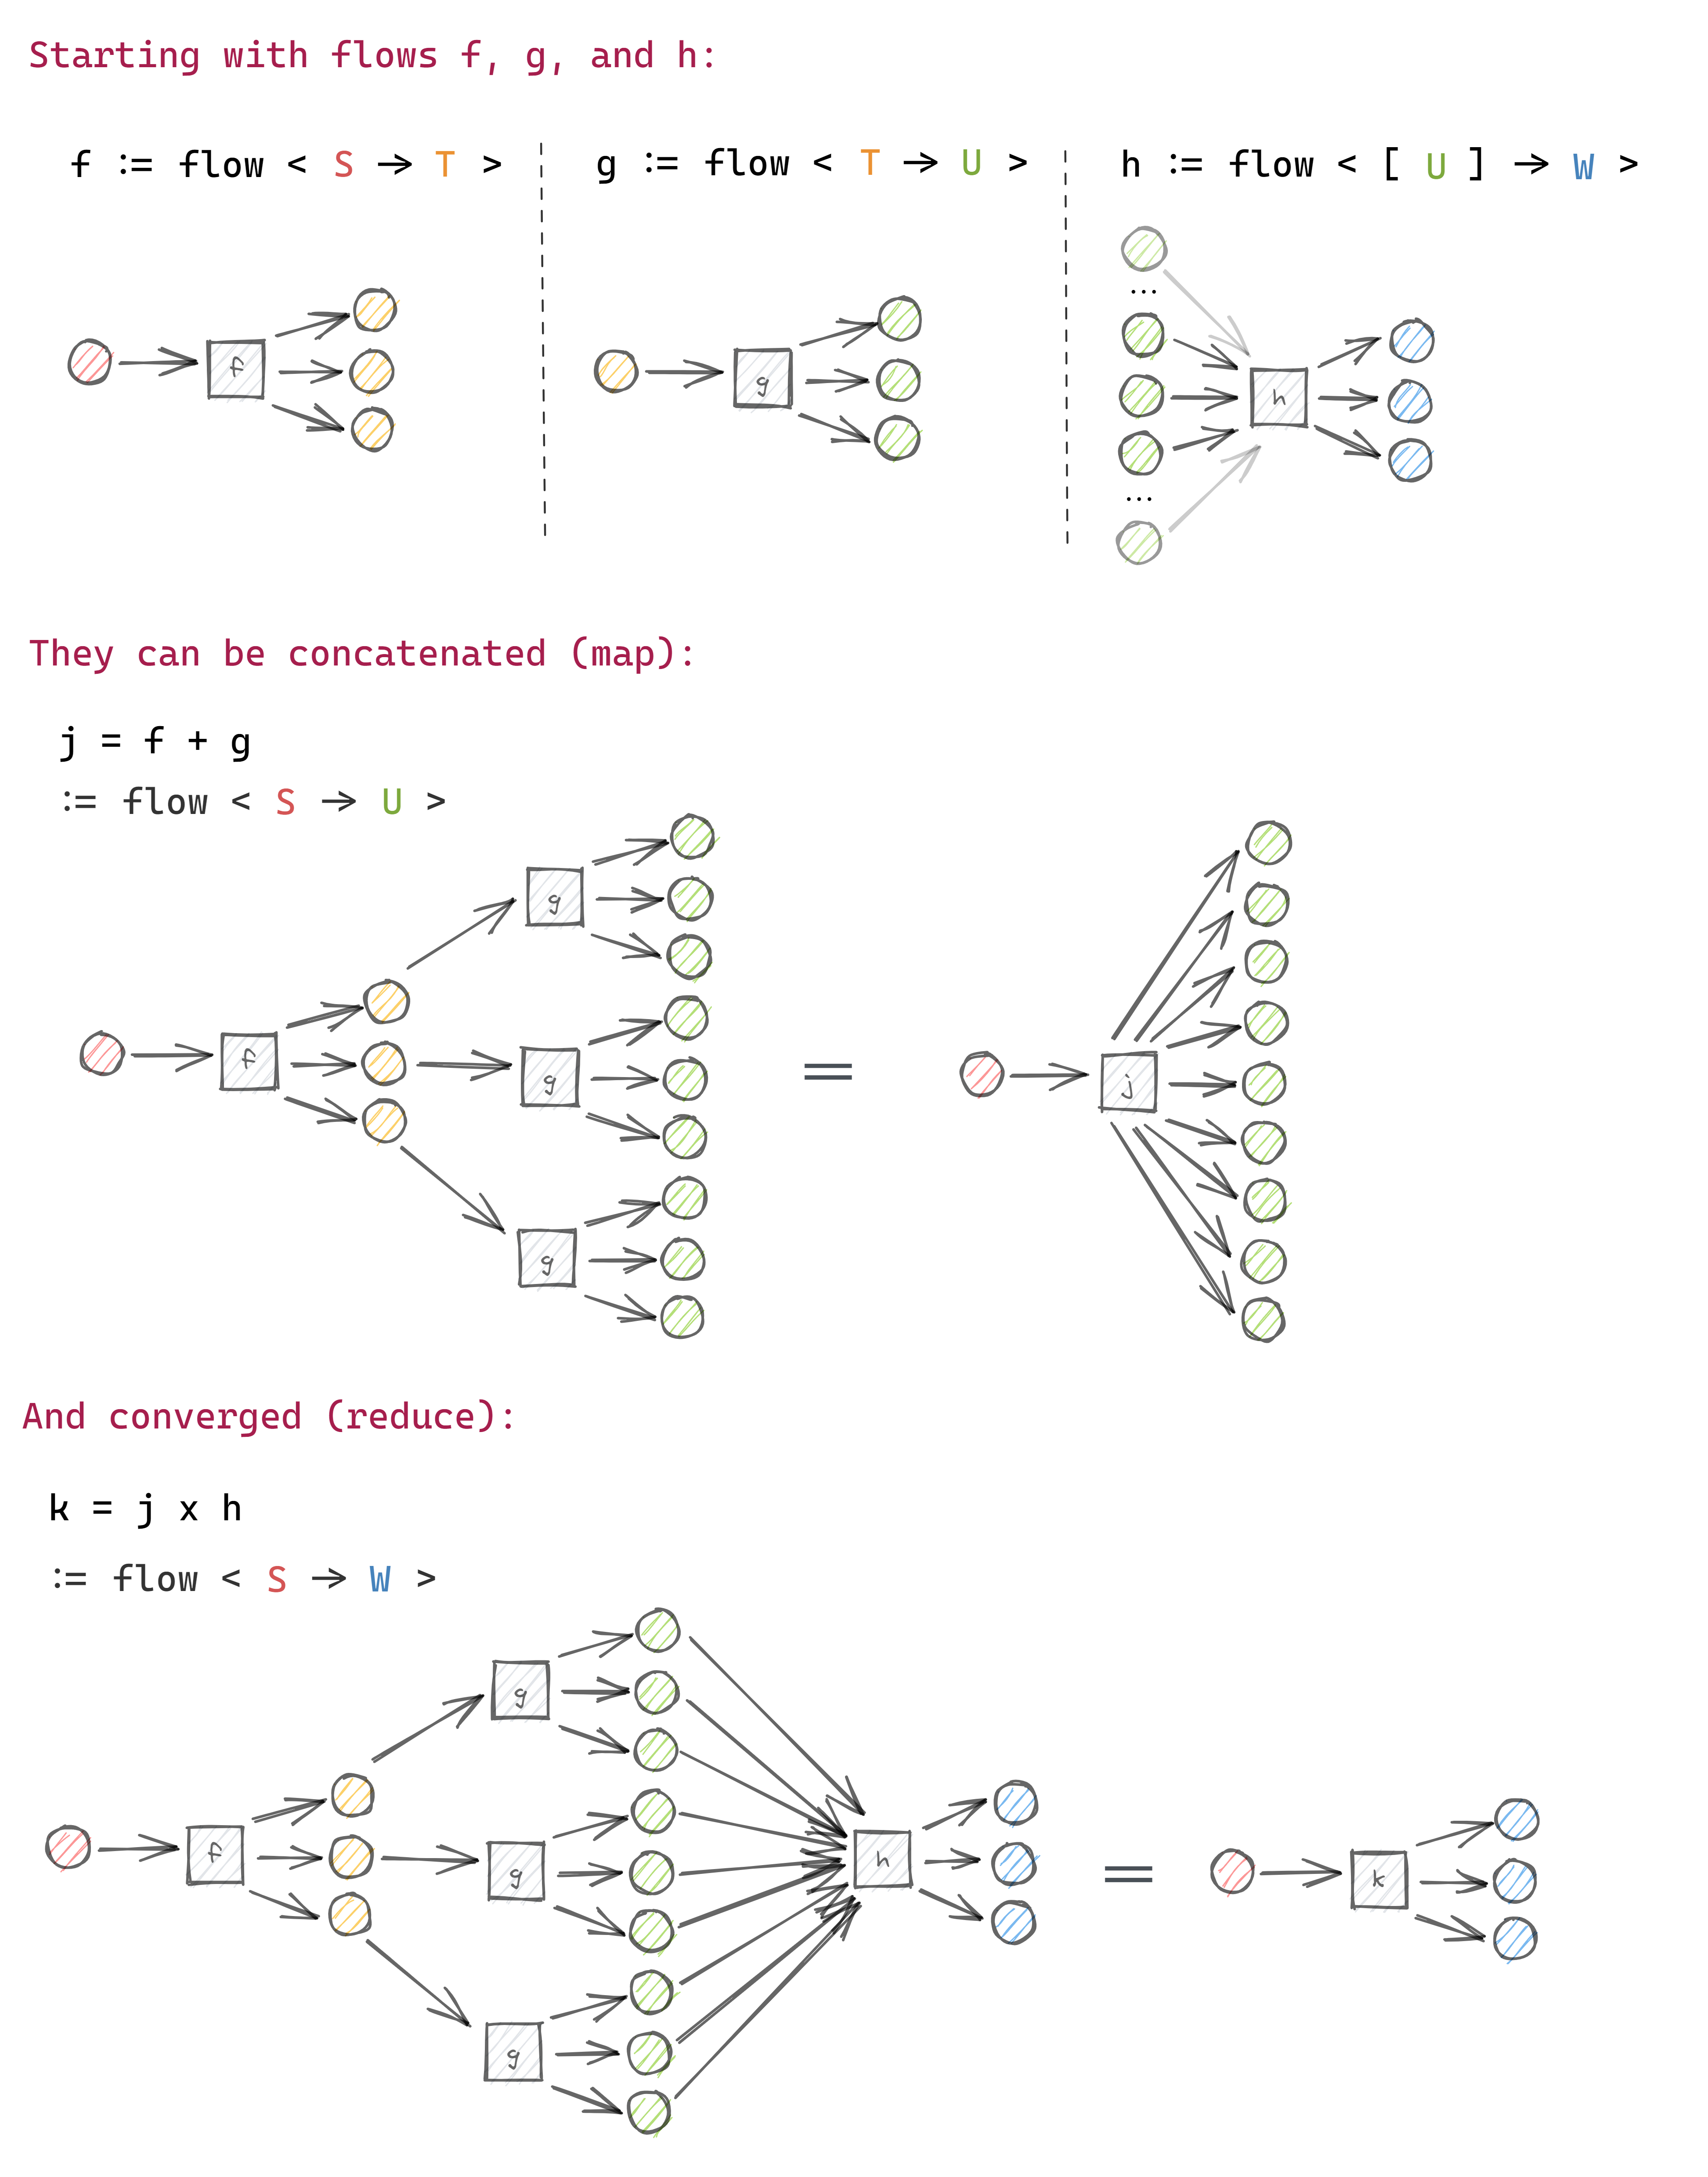 Starting with flows f, g, and h:
f := flow < S → T >
g := flow < T → U >
h := flow < [ U ] → W >
f
g
...
h
...
They can be concatenated (map):
j = f + g
:= flow < S → U >
g
f
g
=
j
g
And converged (reduce):
k = j x h
:= flow < S → W >
g
f
g
h
=
k
g